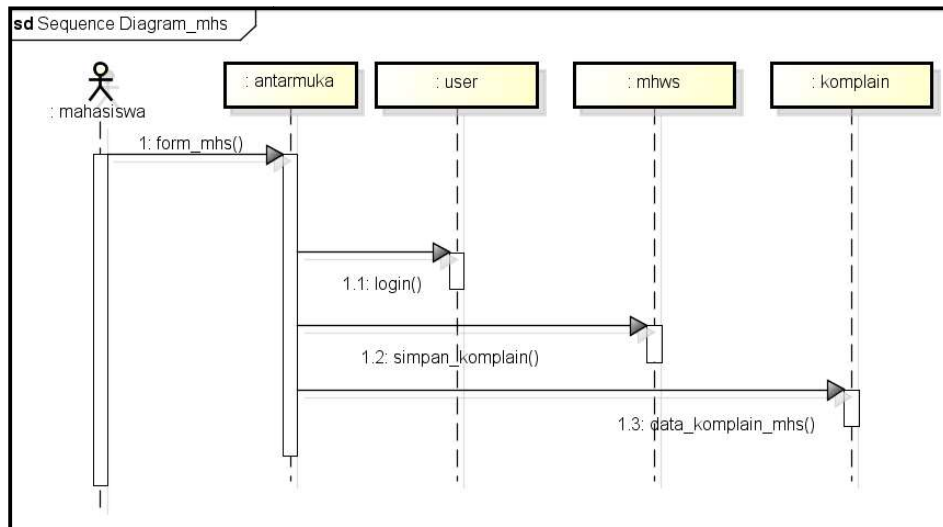 sd Sequence Diagram_mhs
: mahasiswa
: antarmuka
: user
: mhws
: komplain
1: form_mhs()
1.1: login()
1.2: simpan_komplain()
1.3: data_komplain_mhs()